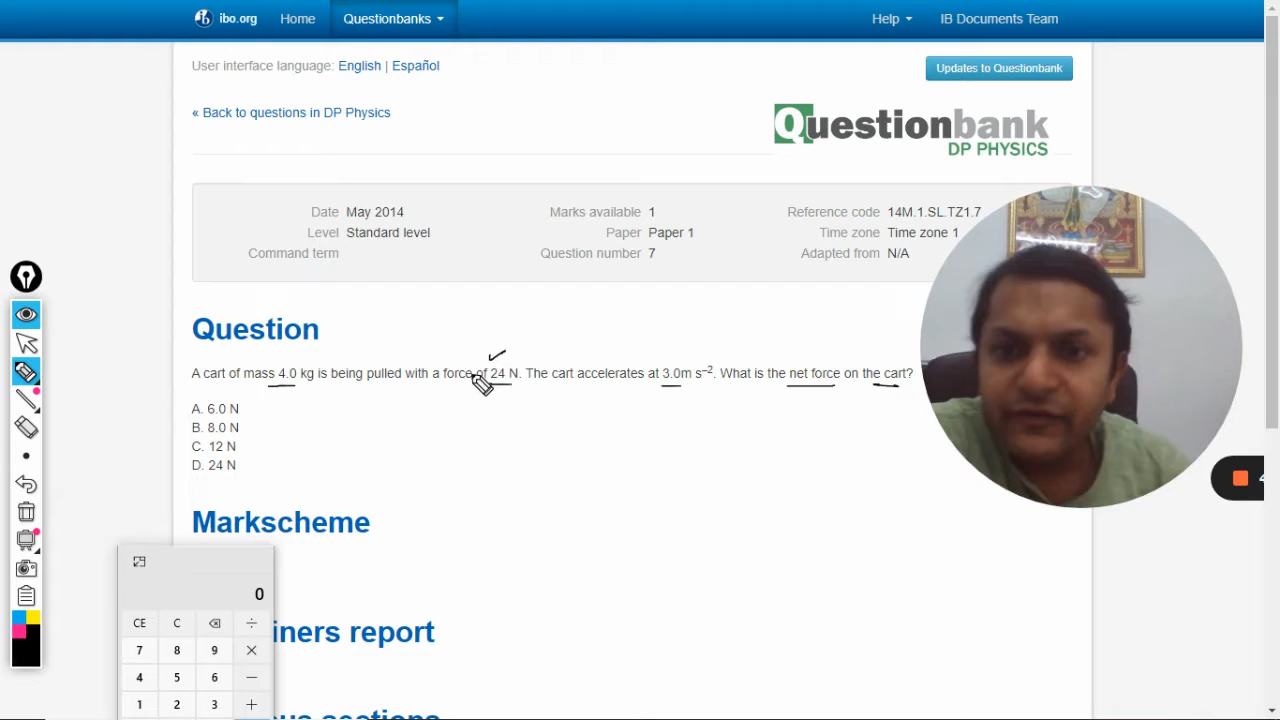 ibo.org Home Questionbanks Help IB Documents Team
User interface language: English | Español
Updates to Questionbank
« Back to questions in DP Physics
Questionbank
DP PHYSICS
Date May 2014 Marks available 1 Reference code 14M.1.SL.TZ1.7
Level Standard level Paper Paper 1 Time zone Time zone 1
Command term Question number 7 Adapted from N/A
Question
A cart of mass 4.0 kg is being pulled with a force of 24 N. The cart accelerates at 3.0m s⁻². What is the net force on the cart?
A. 6.0 N
B. 8.0 N
C. 12 N
D. 24 N
Markscheme
0
CE C ⌫ ÷
iners report
7 8 9 ×
4 5 6 −
1 2 3 +
sections